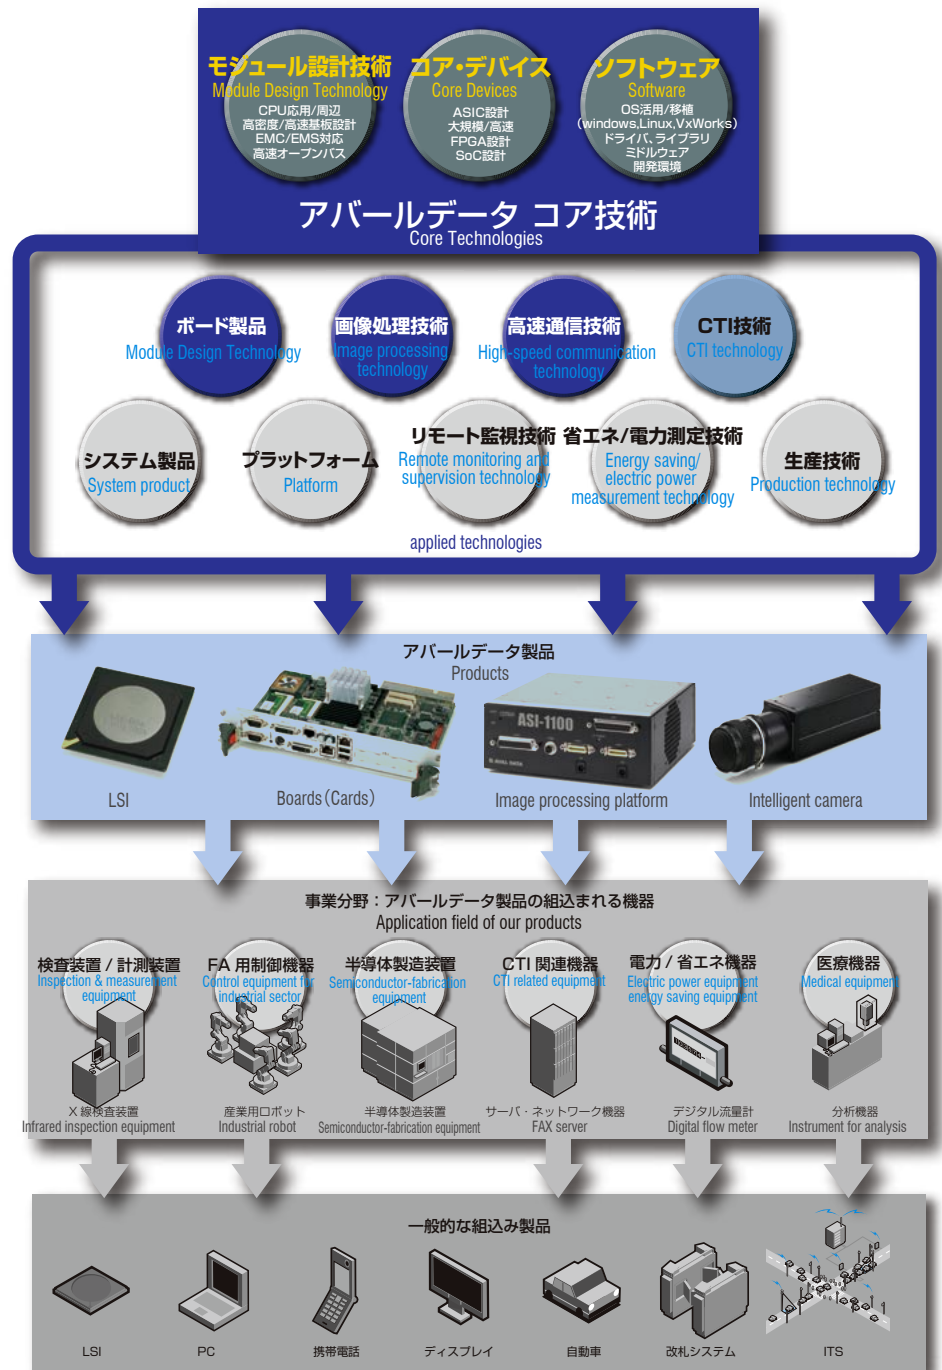 モジュール設計技術
Module Design Technology
CPU応用/周辺
高密度/高速基板設計
EMC/EMS対応
高速オープンバス
コア・デバイス
Core Devices
ASIC設計
大規模/高速
FPGA設計
SoC設計
ソフトウェア
Software
OS活用/移植
(windows,Linux,VxWorks)
ドライバ、ライブラリ
ミドルウェア
開発環境
アバールデータ コア技術
Core Technologies
ボード製品
Module Design Technology
画像処理技術
Image processing
technology
高速通信技術
High-speed communication
technology
CTI技術
CTI technology
システム製品
System product
プラットフォーム
Platform
リモート監視技術
Remote monitoring and
supervision technology
省エネ/電力測定技術
Energy saving/
electric power
measurement technology
生産技術
Production technology
applied technologies
アバールデータ製品
Products
ASI-1100
LSI
Boards(Cards)
Image processing platform
Intelligent camera
事業分野：アバールデータ製品の組込まれる機器
Application field of our products
検査装置 / 計測装置
Inspection & measurement
equipment
X 線検査装置
Infrared inspection equipment
FA 用制御機器
Control equipment for
industrial sector
産業用ロボット
Industrial robot
半導体製造装置
Semiconductor-fabrication
equipment
半導体製造装置
Semiconductor-fabrication equipment
CTI 関連機器
CTI related equipment
サーバ・ネットワーク機器
FAX server
電力 / 省エネ機器
Electric power equipment
energy saving equipment
デジタル流量計
Digital flow meter
医療機器
Medical equipment
分析機器
Instrument for analysis
一般的な組込み製品
LSI
PC
携帯電話
ディスプレイ
自動車
改札システム
ITS